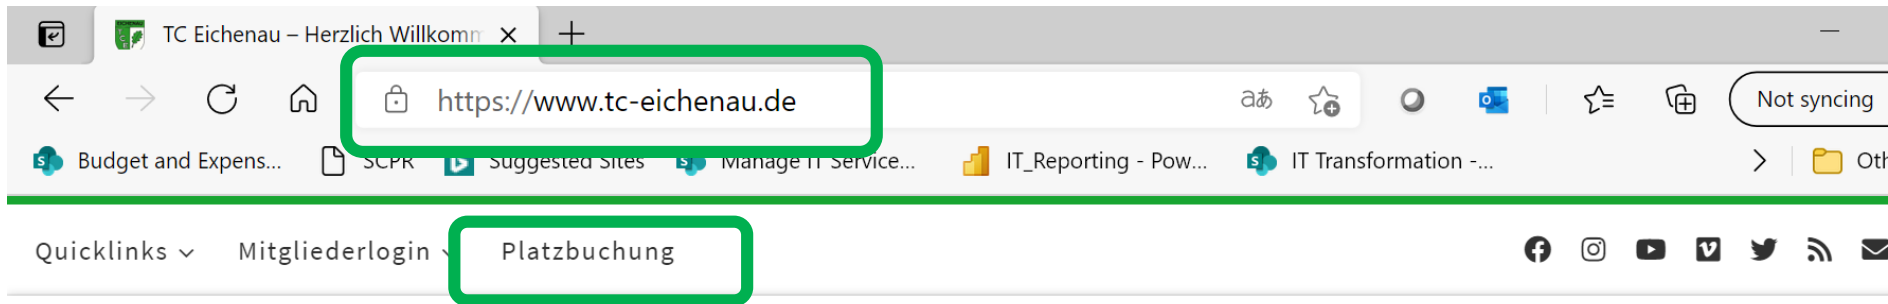 TC Eichenau – Herzlich Willkomm
https://www.tc-eichenau.de
Not syncing
Budget and Expens... SCPR Suggested Sites Manage IT Service... IT_Reporting - Pow... IT Transformation -... Oth
Quicklinks Mitgliederlogin Platzbuchung